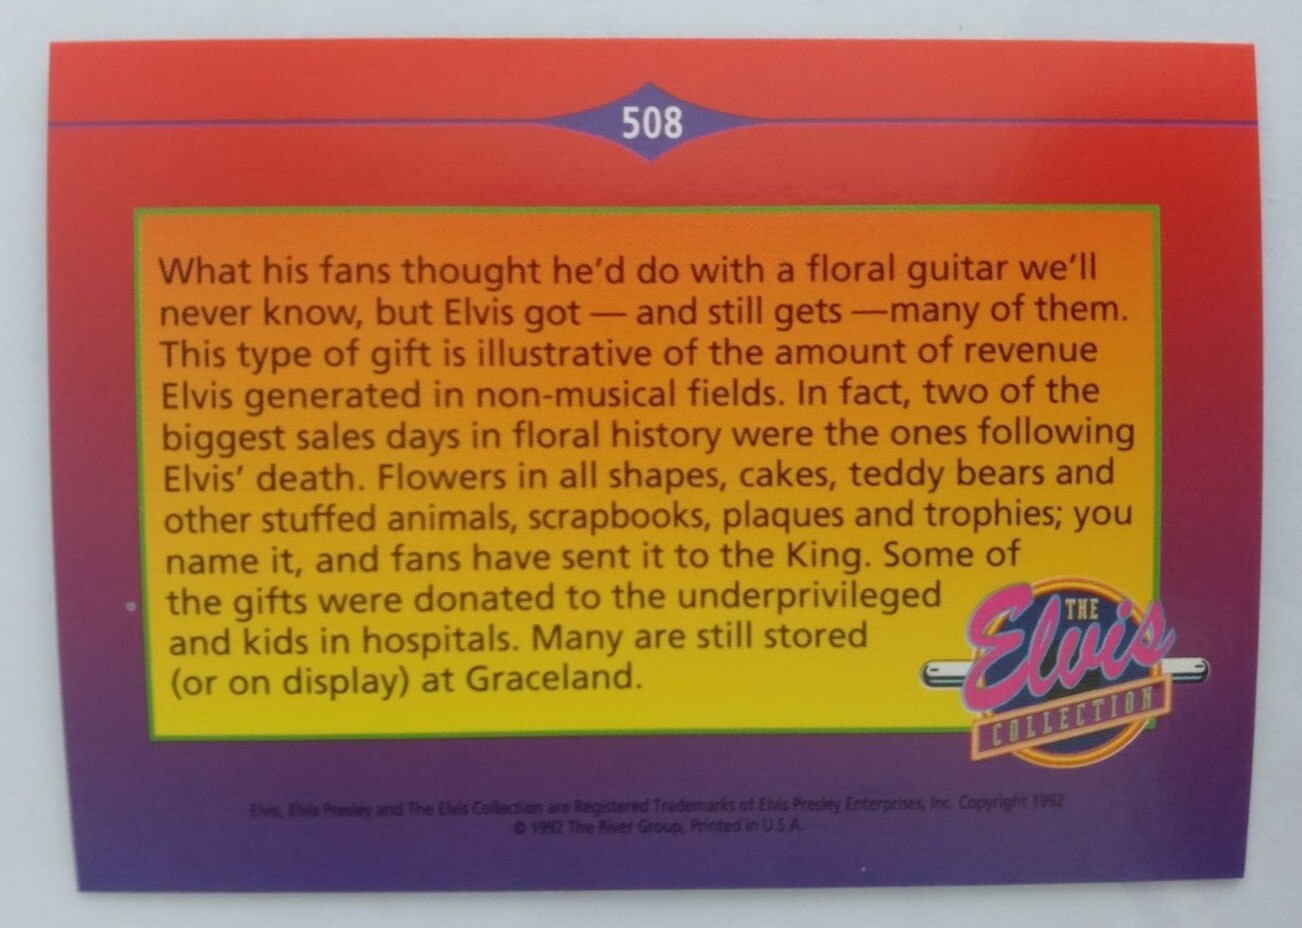 508
What his fans thought he'd do with a floral guitar we'll
never know, but Elvis got — and still gets —many of them.
This type of gift is illustrative of the amount of revenue
Elvis generated in non-musical fields. In fact, two of the
biggest sales days in floral history were the ones following
Elvis' death. Flowers in all shapes, cakes, teddy bears and
other stuffed animals, scrapbooks, plaques and trophies; you
name it, and fans have sent it to the King. Some of
the gifts were donated to the underprivileged
and kids in hospitals. Many are still stored
(or on display) at Graceland.
THE
Elvis
COLLECTION
Elvis, Elvis Presley and The Elvis Collection are Registered Trademarks of Elvis Presley Enterprises, Inc. Copyright 1992
© 1992 The River Group, Printed in U.S.A.